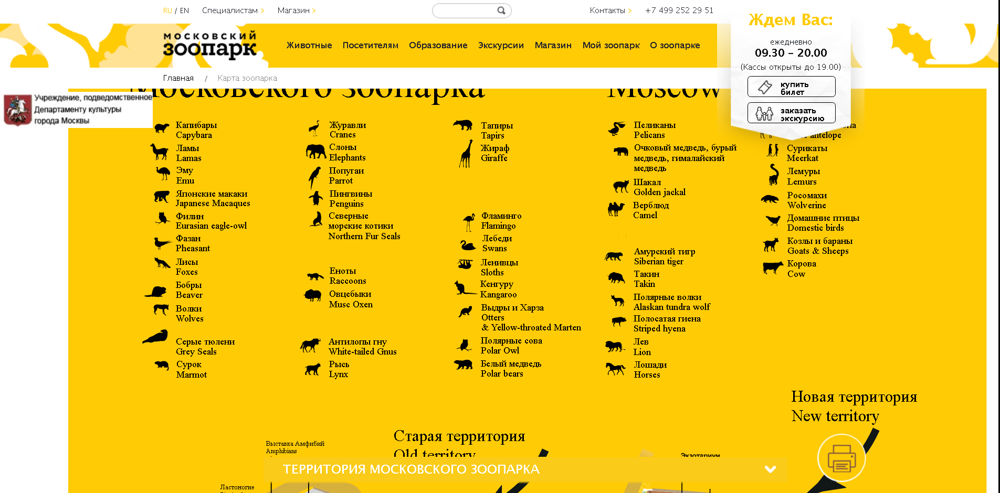 RU / EN
Специалистам
Магазин
Контакты
+7 499 252 29 51
Ждем Вас:
ежедневно
09.30 – 20.00
(Кассы открыты до 19.00)
купить
билет
заказать
экскурсию
МОСКОВСКИЙ
зоопарк
Животные
Посетителям
Образование
Экскурсии
Магазин
Мой зоопарк
О зоопарке
Главная / Карта зоопарка
Учреждение, подведомственное
Департаменту культуры
города Москвы
Московского зоопарка
Moscow
Капибары
Capybara
Ламы
Lamas
Эму
Emu
Японские макаки
Japanese Macaques
Филин
Eurasian eagle-owl
Фазан
Pheasant
Лисы
Foxes
Бобры
Beaver
Волки
Wolves
Серые тюлени
Grey Seals
Сурок
Marmot
Журавли
Cranes
Слоны
Elephants
Попугаи
Parrot
Пингвины
Penguins
Северные
морские котики
Northern Fur Seals
Еноты
Raccoons
Овцебыки
Musc Oxen
Антилопы гну
White-tailed Gnus
Рысь
Lynx
Тапиры
Tapirs
Жираф
Giraffe
Фламинго
Flamingo
Лебеди
Swans
Ленивцы
Sloths
Кенгуру
Kangaroo
Выдры и Харза
Otters
& Yellow-throated Marten
Полярные сова
Polar Owl
Белый медведь
Polar bears
Пеликаны
Pelicans
Очковый медведь, бурый
медведь, гималайский
медведь
Шакал
Golden jackal
Верблюд
Camel
Амурский тигр
Siberian tiger
Такин
Takin
Полярные волки
Alaskan tundra wolf
Полосатая гиена
Striped hyena
Лев
Lion
Лошади
Horses
antelope
Сурикаты
Meerkat
Лемуры
Lemurs
Росомахи
Wolverine
Домашние птицы
Domestic birds
Козлы и бараны
Goats & Sheeps
Корова
Cow
Новая территория
New territory
Старая территория
Old territory
Выставка Амфибий
Amphibians
Экзотариум
ТЕРРИТОРИЯ МОСКОВСКОГО ЗООПАРКА
Ластоногие